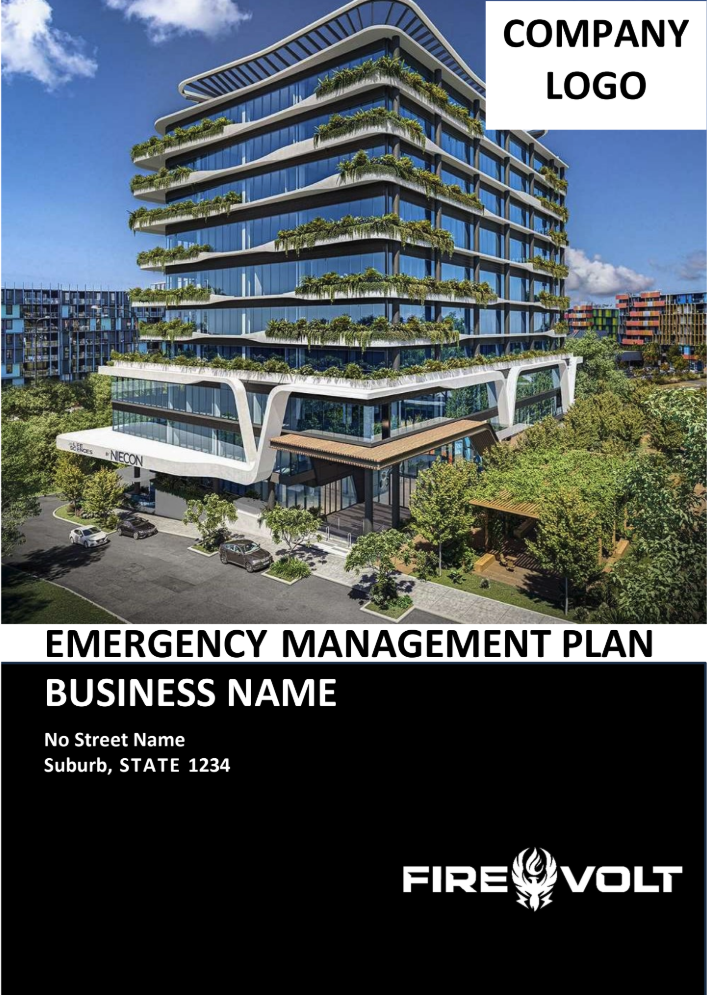 COMPANY
LOGO
NIECON
EMERGENCY MANAGEMENT PLAN
BUSINESS NAME
No Street Name
Suburb, STATE 1234
FIRE VOLT